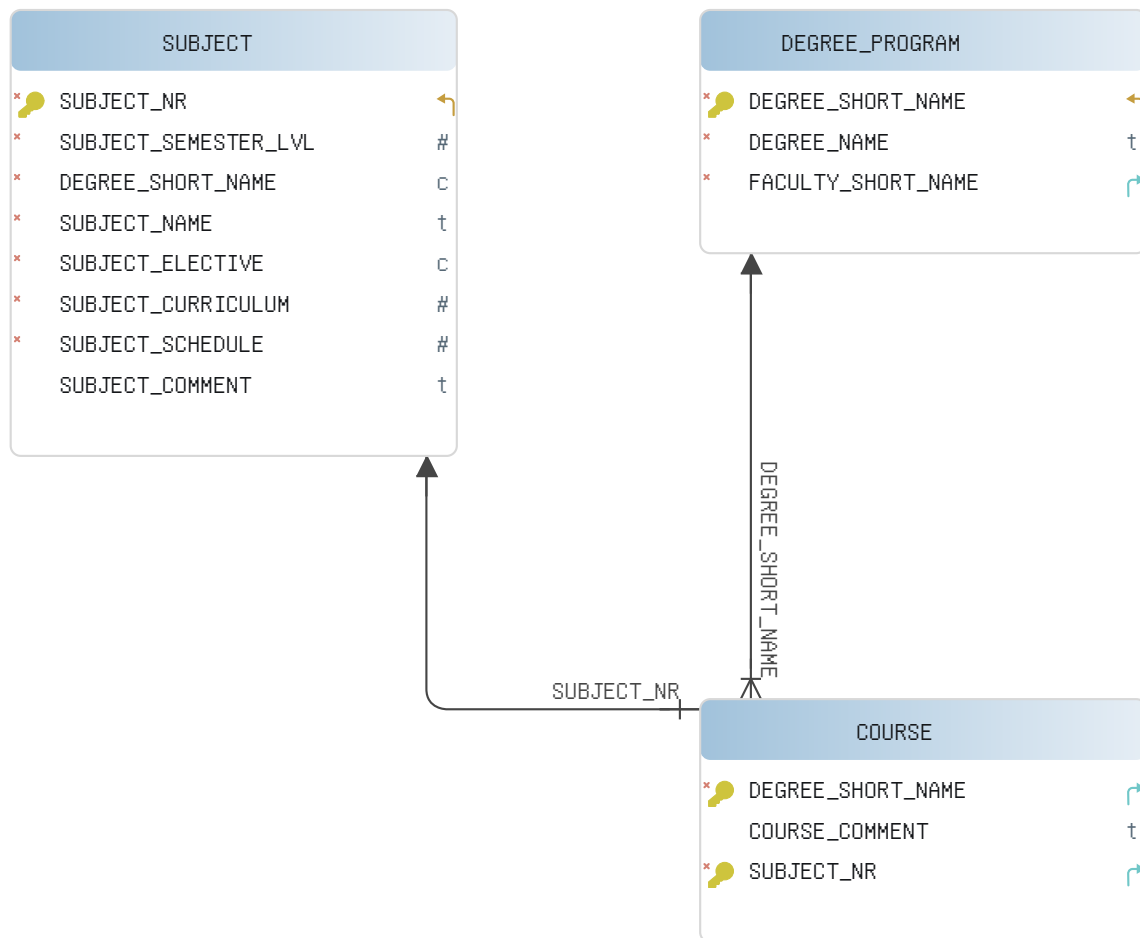 SUBJECT
SUBJECT_NR
SUBJECT_SEMESTER_LVL #
DEGREE_SHORT_NAME c
SUBJECT_NAME t
SUBJECT_ELECTIVE c
SUBJECT_CURRICULUM #
SUBJECT_SCHEDULE #
SUBJECT_COMMENT t
DEGREE_PROGRAM
DEGREE_SHORT_NAME
DEGREE_NAME t
FACULTY_SHORT_NAME
DEGREE_SHORT_NAME
SUBJECT_NR
COURSE
DEGREE_SHORT_NAME
COURSE_COMMENT t
SUBJECT_NR